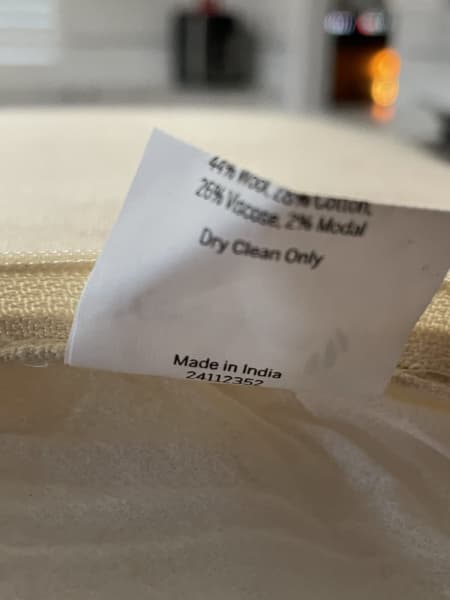 44% Wool, 28% Cotton,
26% Viscose, 2% Modal
Dry Clean Only
Made in India
24112352